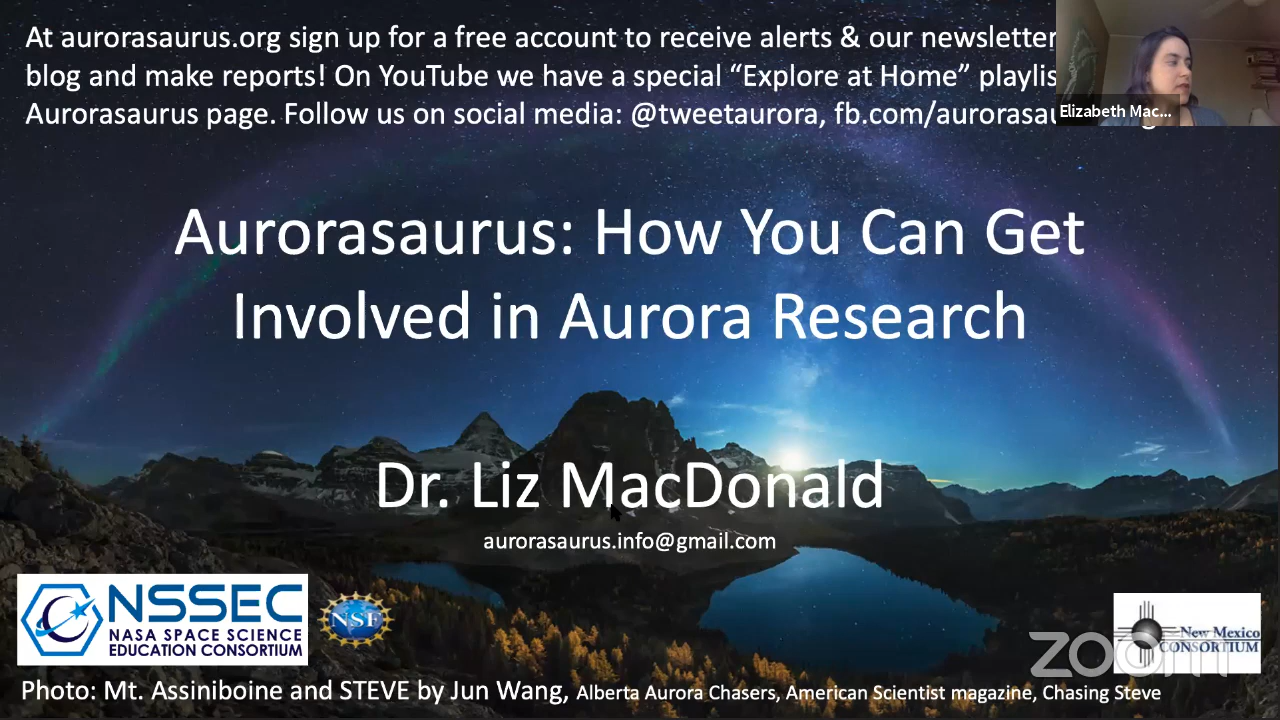 At aurorasaurus.org sign up for a free account to receive alerts & our newsletter
blog and make reports! On YouTube we have a special “Explore at Home”
Aurorasaurus page. Follow us on social media: @tweetaurora,
Elizabeth Mac...
Aurorasaurus: How You Can Get
Involved in Aurora Research
Dr. Liz MacDonald
aurorasaurus.info@gmail.com
NSSEC
NASA SPACE SCIENCE
EDUCATION CONSORTIUM
NSF
New Mexico
CONSORTIUM
zoom
Photo: Mt. Assiniboine and STEVE by Jun Wang, Alberta Aurora Chasers, American Scientist magazine, Chasing Steve